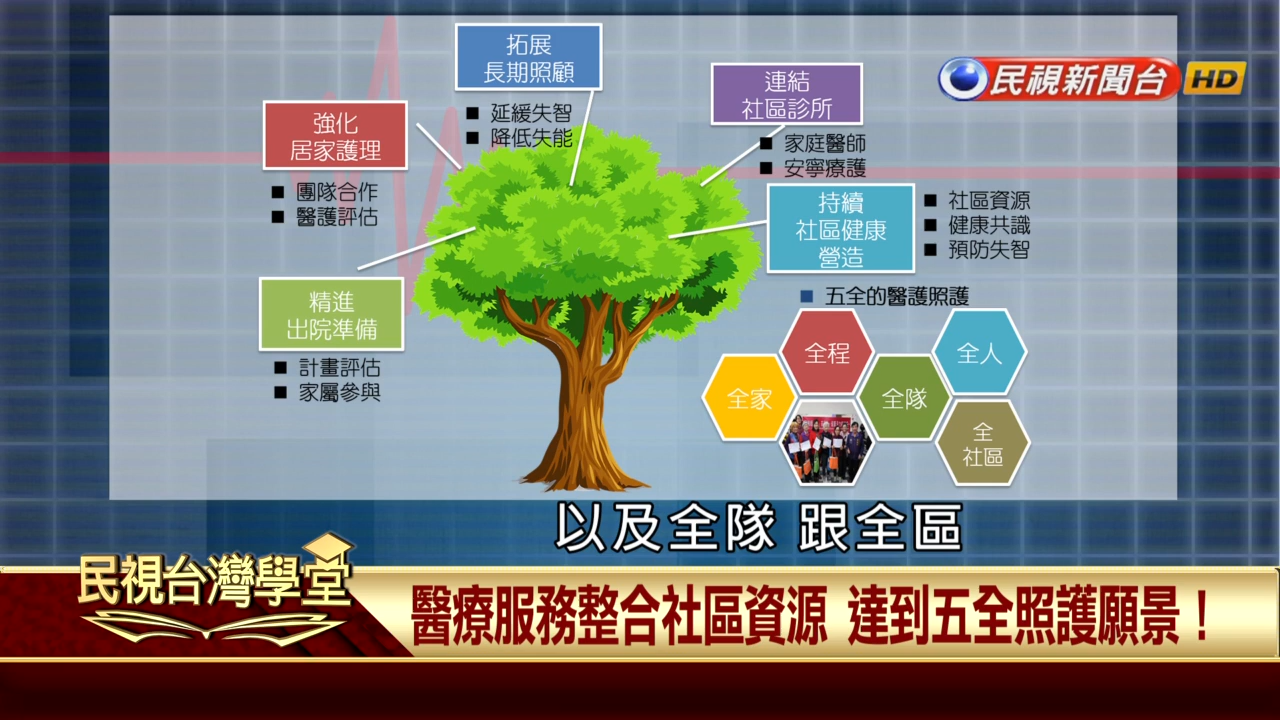 拓展
長期照顧
延緩失智
降低失能
連結
社區診所
家庭醫師
安寧療護
民視新聞台 HD
強化
居家護理
團隊合作
醫護評估
持續
社區健康
營造
社區資源
健康共識
預防失智
精進
出院準備
計畫評估
家屬參與
五全的醫護照護
全程
全人
全家
全隊
全
社區
以及全隊 跟全區
民視台灣學堂
醫療服務整合社區資源 達到五全照護願景！